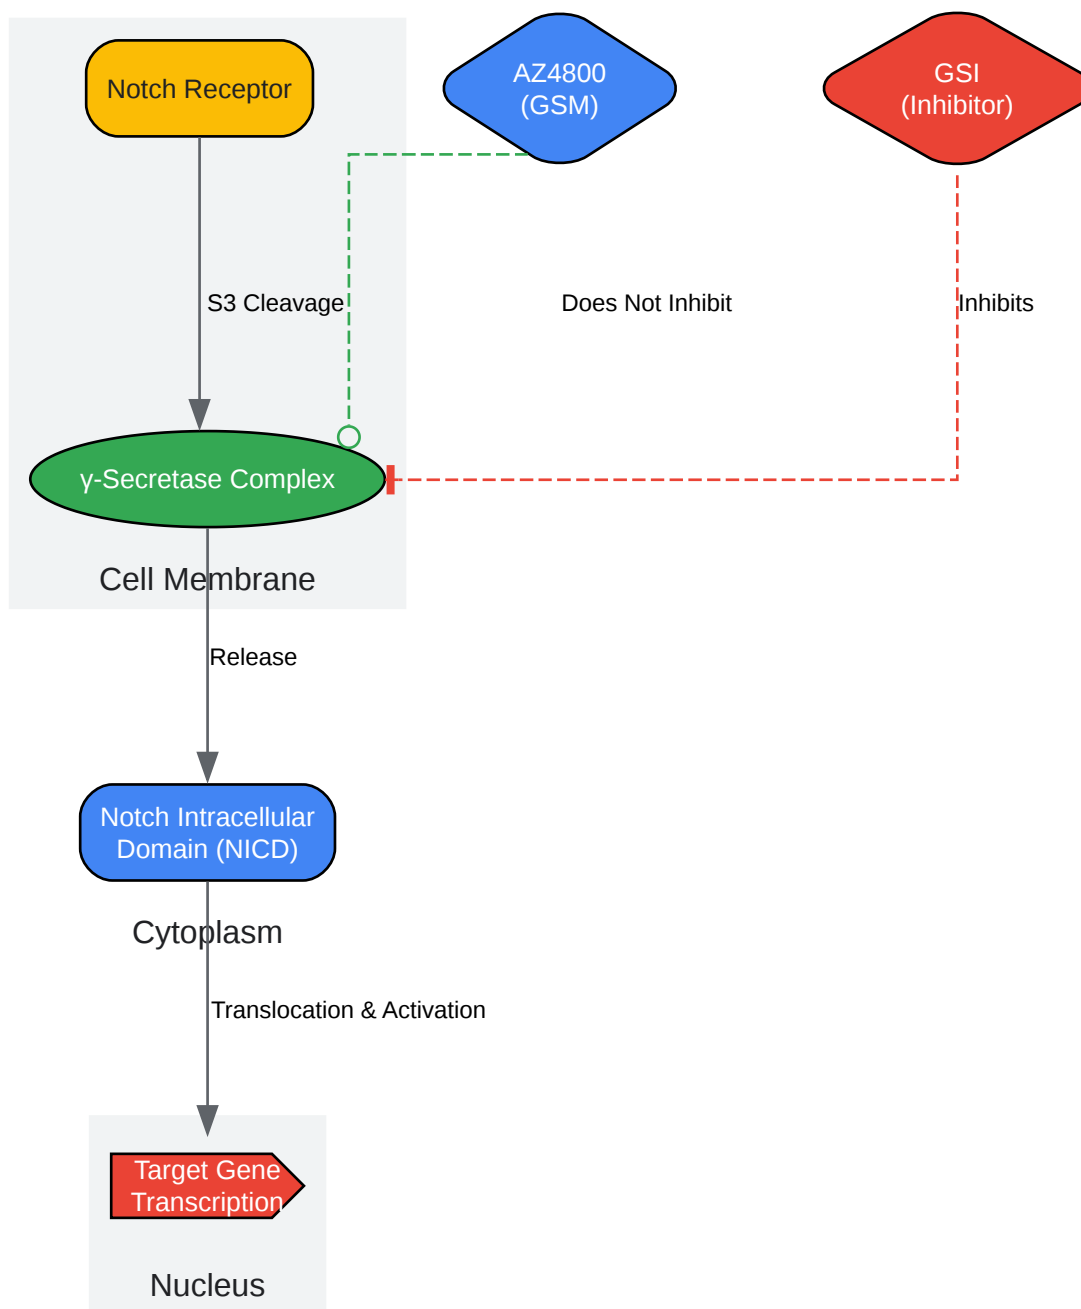 Notch Receptor
AZ4800
(GSM)
GSI
(Inhibitor)
S3 Cleavage
Does Not Inhibit
Inhibits
γ-Secretase Complex
Cell Membrane
Release
Notch Intracellular
Domain (NICD)
Cytoplasm
Translocation & Activation
Target Gene
Transcription
Nucleus